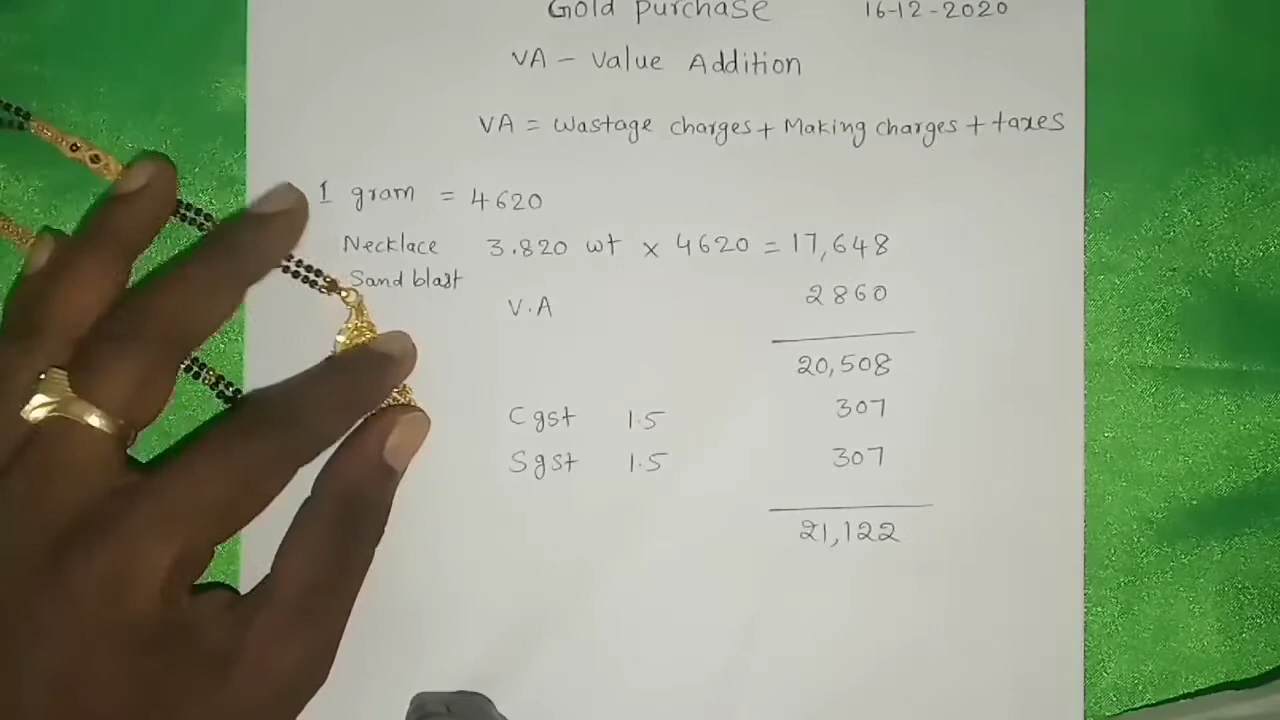 Gold Purchase 16-12-2020
VA - Value Addition
VA = Wastage charges + Making charges + taxes
1 gram = 4620
Necklace 3.820 wt x 4620 = 17,648
Sand blast
V.A 2860
20,508
Cgst 1.5 307
Sgst 1.5 307
21,122